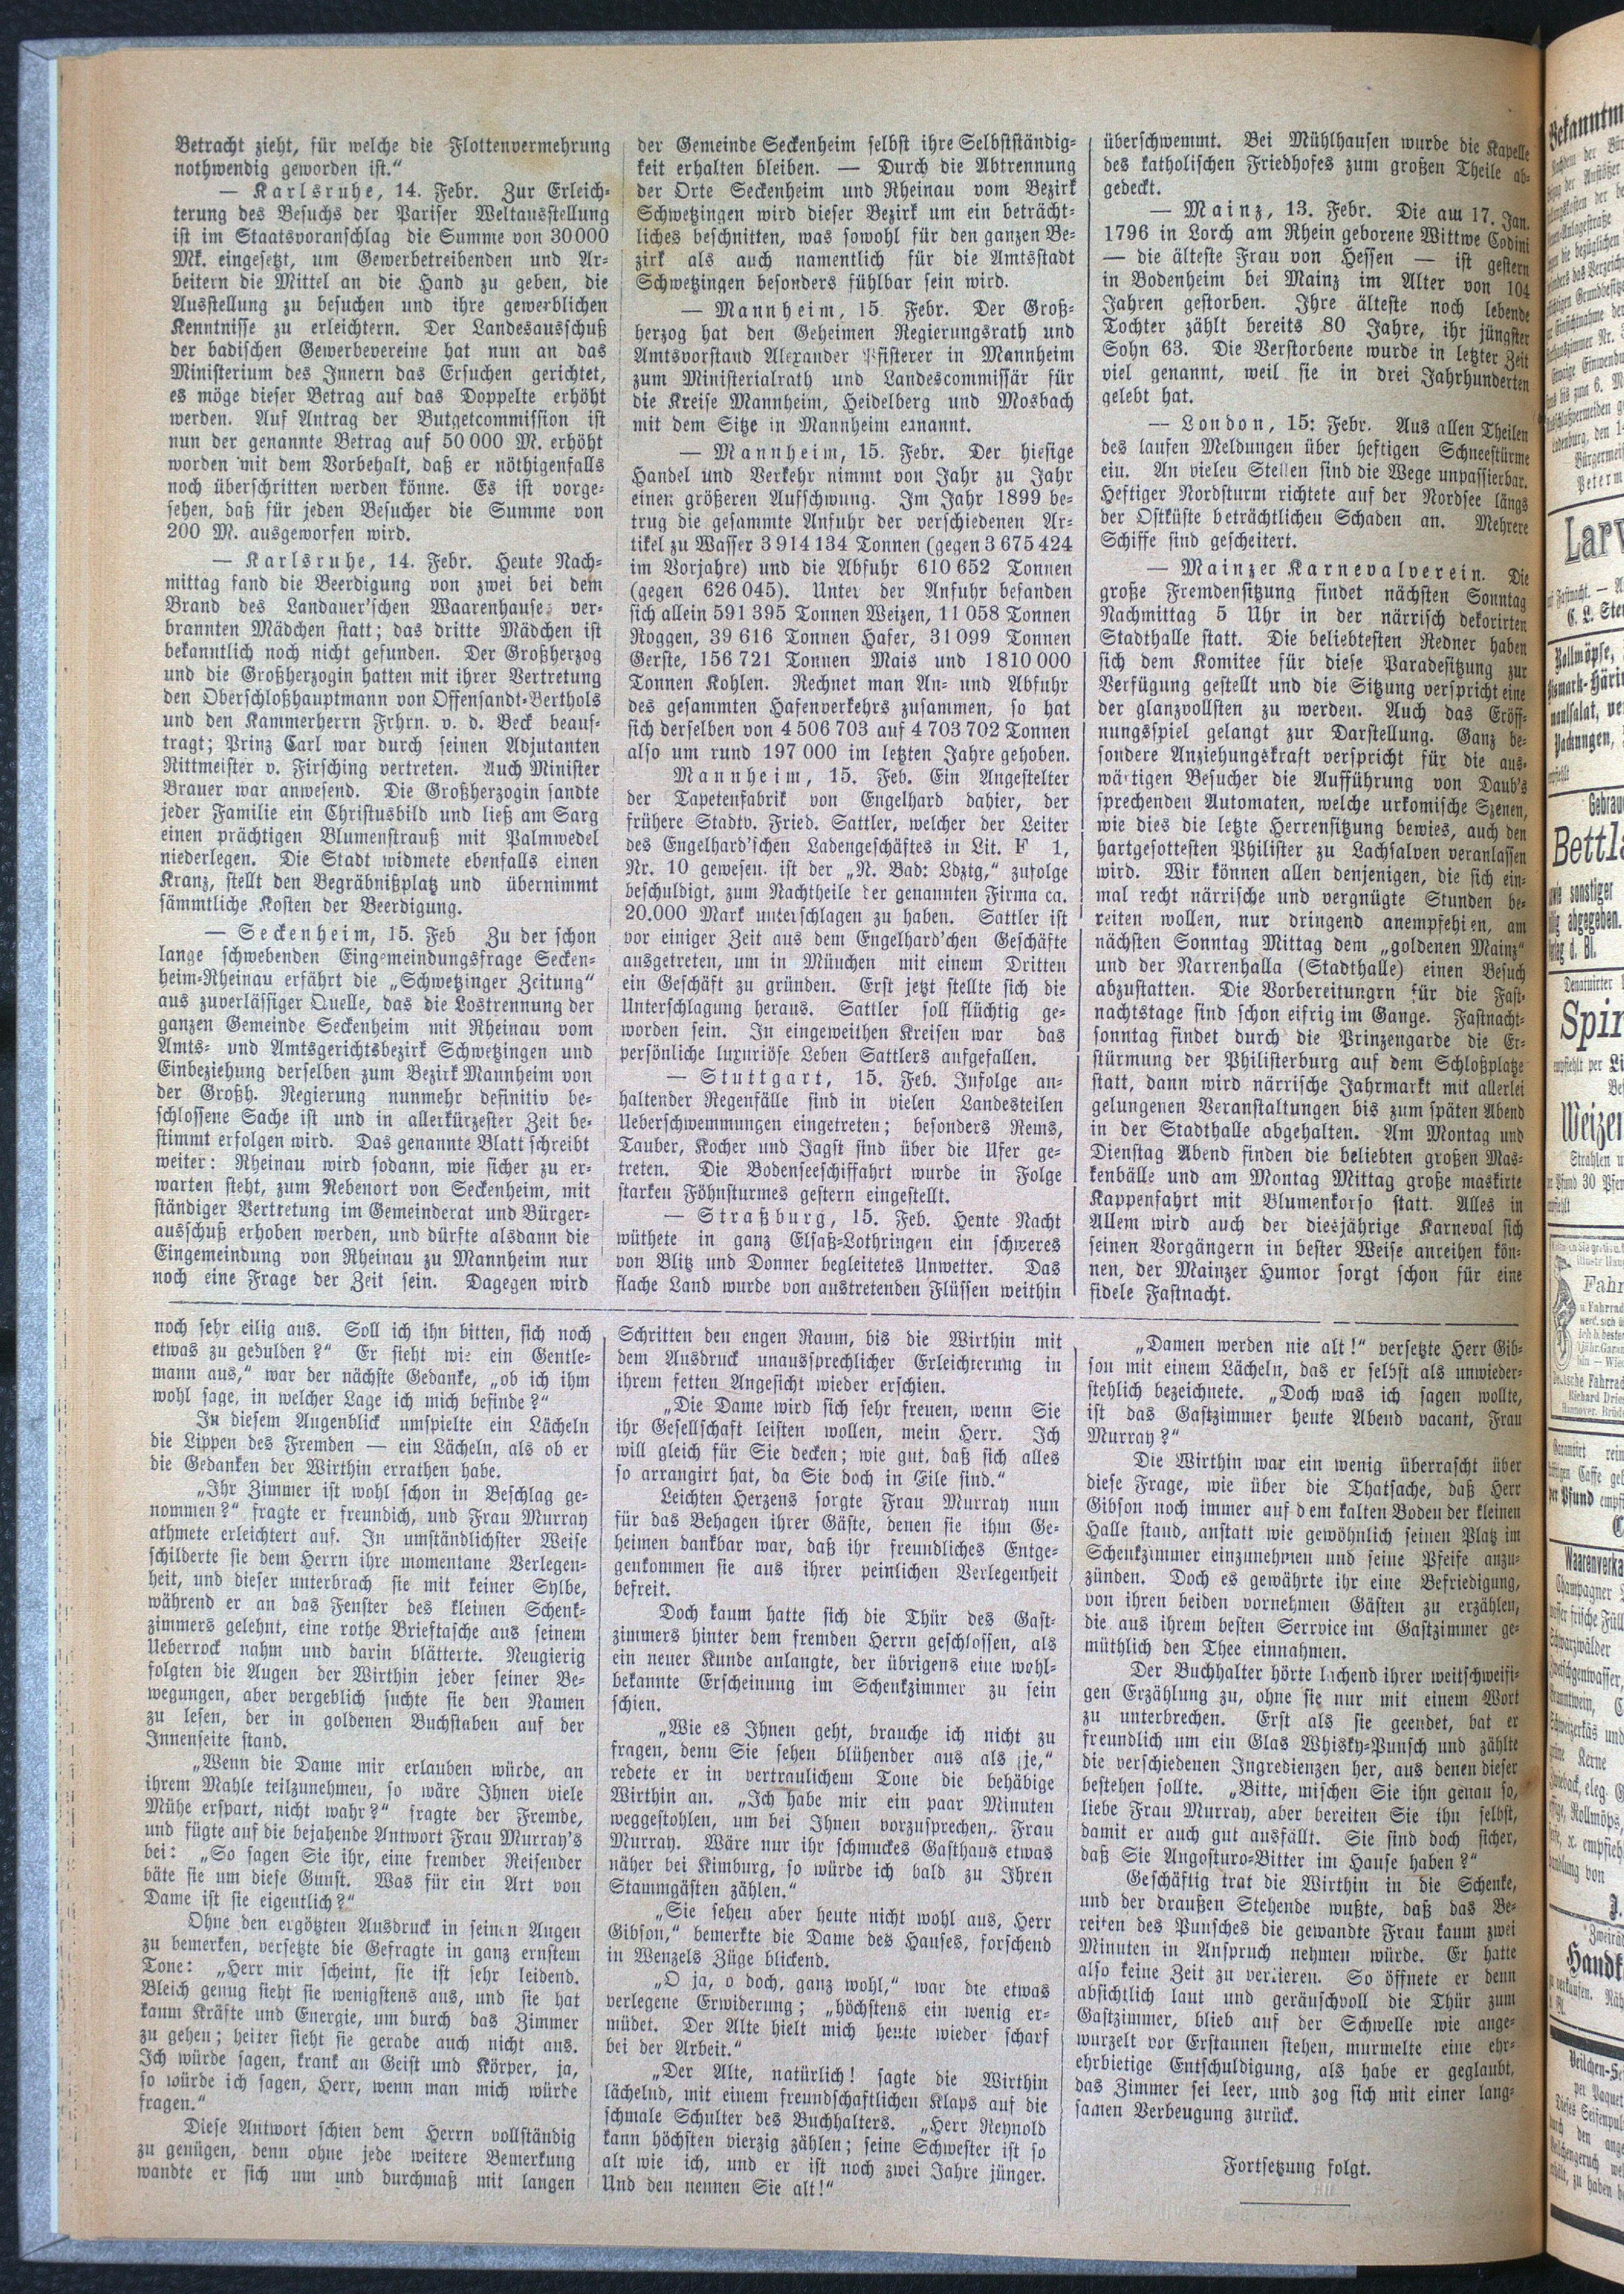 Betracht zieht, für welche die Flottenvermehrung
nothwendig geworden ist.“
— Karlsruhe, 14. Febr. Zur Erleich-
terung des Besuchs der Pariser Weltausstellung
ist im Staatsvoranschlag die Summe von 30000
Mk. eingesetzt, um Gewerbetreibenden und Ar-
beitern die Mittel an die Hand zu geben, die
Ausstellung zu besuchen und ihre gewerblichen
Kenntnisse zu erleichtern. Der Landesausschuß
der badischen Gewerbevereine hat nun an das
Ministerium des Innern das Ersuchen gerichtet,
es möge dieser Betrag auf das Doppelte erhöht
werden. Auf Antrag der Butgetcommission ist
nun der genannte Betrag auf 50 000 M. erhöht
worden mit dem Vorbehalt, daß er nöthigenfalls
noch überschritten werden könne. Es ist vorge-
sehen, daß für jeden Besucher die Summe von
200 M. ausgeworfen wird.
— Karlsruhe, 14. Febr. Heute Nach-
mittag fand die Beerdigung von zwei bei dem
Brand des Landauer'schen Waarenhauses ver-
brannten Mädchen statt; das dritte Mädchen ist
bekanntlich noch nicht gefunden. Der Großherzog
und die Großherzogin hatten mit ihrer Vertretung
den Oberschloßhauptmann von Offensandt-Berthols
und den Kammerherrn Frhrn. v. d. Beck beauf-
tragt; Prinz Carl war durch seinen Adjutanten
Rittmeister v. Firsching vertreten. Auch Minister
Brauer war anwesend. Die Großherzogin sandte
jeder Familie ein Christusbild und ließ am Sarg
einen prächtigen Blumenstrauß mit Palmwedel
niederlegen. Die Stadt widmete ebenfalls einen
Kranz, stellt den Begräbnißplatz und übernimmt
sämmtliche Kosten der Beerdigung.
— Seckenheim, 15. Feb Zu der schon
lange schwebenden Eingemeindungsfrage Secken-
heim-Rheinau erfährt die „Schwetzinger Zeitung“
aus zuverlässiger Quelle, das die Lostrennung der
ganzen Gemeinde Seckenheim mit Rheinau vom
Amts- und Amtsgerichtsbezirk Schwetzingen und
Einbeziehung derselben zum Bezirk Mannheim von
der Großh. Regierung nunmehr definitiv be-
schlossene Sache ist und in allerkürzester Zeit be-
stimmt erfolgen wird. Das genannte Blatt schreibt
weiter: Rheinau wird sodann, wie sicher zu er-
warten steht, zum Nebenort von Seckenheim, mit
ständiger Vertretung im Gemeinderat und Bürger-
ausschuß erhoben werden, und dürfte alsdann die
Eingemeindung von Rheinau zu Mannheim nur
noch eine Frage der Zeit sein. Dagegen wird
der Gemeinde Seckenheim selbst ihre Selbstständig-
keit erhalten bleiben. — Durch die Abtrennung
der Orte Seckenheim und Rheinau vom Bezirk
Schwetzingen wird dieser Bezirk um ein beträcht-
liches beschnitten, was sowohl für den ganzen Be-
zirk als auch namentlich für die Amtsstadt
Schwetzingen besonders fühlbar sein wird.
— Mannheim, 15. Febr. Der Groß-
herzog hat den Geheimen Regierungsrath und
Amtsvorstand Alexander Pfisterer in Mannheim
zum Ministerialrath und Landescommissär für
die Kreise Mannheim, Heidelberg und Mosbach
mit dem Sitze in Mannheim ernannt.
— Mannheim, 15. Febr. Der hiesige
Handel und Verkehr nimmt von Jahr zu Jahr
einen größeren Aufschwung. Im Jahr 1899 be-
trug die gesammte Anfuhr der verschiedenen Ar-
tikel zu Wasser 3 914 134 Tonnen (gegen 3 675 424
im Vorjahre) und die Abfuhr 610 652 Tonnen
(gegen 626 045). Unter der Anfuhr befanden
sich allein 591 395 Tonnen Weizen, 11 058 Tonnen
Roggen, 39 616 Tonnen Hafer, 31 099 Tonnen
Gerste, 156 721 Tonnen Mais und 1 810 000
Tonnen Kohlen. Rechnet man An- und Abfuhr
des gesammten Hafenverkehrs zusammen, so hat
sich derselben von 4 506 703 auf 4 703 702 Tonnen
also um rund 197 000 im letzten Jahre gehoben.
Mannheim, 15. Feb. Ein Angestelter
der Tapetenfabrik von Engelhard dahier, der
frühere Stadtv. Fried. Sattler, welcher der Leiter
des Engelhard'schen Ladengeschäftes in Lit. F 1,
Nr. 10 gewesen. ist der „N. Bad: Ldztg,“ zufolge
beschuldigt, zum Nachtheile der genannten Firma ca.
20.000 Mark unterschlagen zu haben. Sattler ist
vor einiger Zeit aus dem Engelhard'chen Geschäfte
ausgetreten, um in München mit einem Dritten
ein Geschäft zu gründen. Erst jetzt stellte sich die
Unterschlagung heraus. Sattler soll flüchtig ge-
worden sein. In eingeweithen Kreisen war das
persönliche luxuriöse Leben Sattlers aufgefallen.
— Stuttgart, 15. Feb. Infolge an-
haltender Regenfälle sind in vielen Landesteilen
Ueberschwemmungen eingetreten; besonders Rems,
Tauber, Kocher und Jagst sind über die Ufer ge-
treten. Die Bodenseeschiffahrt wurde in Folge
starken Föhnsturmes gestern eingestellt.
— Straßburg, 15. Feb. Heute Nacht
wüthete in ganz Elsaß-Lothringen ein schweres
von Blitz und Donner begleitetes Unwetter. Das
flache Land wurde von austretenden Flüssen weithin
überschwemmt. Bei Mühlhausen wurde die Kapelle
des katholischen Friedhofes zum großen Theile ab-
gedeckt.
— Mainz, 13. Febr. Die am 17. Jan.
1796 in Lorch am Rhein geborene Wittwe Codini
— die älteste Frau von Hessen — ist gestern
in Bodenheim bei Mainz im Alter von 104
Jahren gestorben. Ihre älteste noch lebende
Tochter zählt bereits 80 Jahre, ihr jüngster
Sohn 63. Die Verstorbene wurde in letzter Zeit
viel genannt, weil sie in drei Jahrhunderten
gelebt hat.
— London, 15: Febr. Aus allen Theilen
des laufen Meldungen über heftigen Schneestürme
ein. An vielen Stellen sind die Wege unpassierbar.
Heftiger Nordsturm richtete auf der Nordsee längs
der Ostküste beträchtlichen Schaden an. Mehrere
Schiffe sind gescheitert.
— Mainzer Karnevalverein. Die
große Fremdensitzung findet nächsten Sonntag
Nachmittag 5 Uhr in der närrisch dekorirten
Stadthalle statt. Die beliebtesten Redner haben
sich dem Komitee für diese Paradesitzung zur
Verfügung gestellt und die Sitzung verspricht eine
der glanzvollsten zu werden. Auch das Eröff-
nungsspiel gelangt zur Darstellung. Ganz be-
sondere Anziehungskraft verspricht für die aus-
wärtigen Besucher die Aufführung von Daub's
sprechenden Automaten, welche urkomische Szenen,
wie dies die letzte Herrensitzung bewies, auch den
hartgesottesten Philister zu Lachsalven veranlassen
wird. Wir können allen denjenigen, die sich ein-
mal recht närrische und vergnügte Stunden be-
reiten wollen, nur dringend anempfehlen, am
nächsten Sonntag Mittag dem „goldenen Mainz“
und der Narrenhalla (Stadthalle) einen Besuch
abzustatten. Die Vorbereitungrn für die Fast-
nachtstage sind schon eifrig im Gange. Fastnacht-
sonntag findet durch die Prinzengarde die Er-
stürmung der Philisterburg auf dem Schloßplatze
statt, dann wird närrische Jahrmarkt mit allerlei
gelungenen Veranstaltungen bis zum späten Abend
in der Stadthalle abgehalten. Am Montag und
Dienstag Abend finden die beliebten großen Mas-
kenbälle und am Montag Mittag große maskirte
Kappenfahrt mit Blumenkorso statt. Alles in
Allem wird auch der diesjährige Karneval sich
seinen Vorgängern in bester Weise anreihen kön-
nen, der Mainzer Humor sorgt schon für eine
fidele Fastnacht.
noch sehr eilig aus. Soll ich ihn bitten, sich noch
etwas zu gedulden?“ Er sieht wie ein Gentle-
mann aus,“ war der nächste Gedanke, „ob ich ihm
wohl sage, in welcher Lage ich mich befinde?“
In diesem Augenblick umspielte ein Lächeln
die Lippen des Fremden — ein Lächeln, als ob er
die Gedanken der Wirthin errathen habe.
„Ihr Zimmer ist wohl schon in Beschlag ge-
nommen?“ fragte er freundich, und Frau Murray
athmete erleichtert auf. In umständlichster Weise
schilderte sie dem Herrn ihre momentane Verlegen-
heit, und dieser unterbrach sie mit keiner Sylbe,
während er an das Fenster des kleinen Schenk-
zimmers gelehnt, eine rothe Brieftasche aus seinem
Ueberrock nahm und darin blätterte. Neugierig
folgten die Augen der Wirthin jeder seiner Be-
wegungen, aber vergeblich suchte sie den Namen
zu lesen, der in goldenen Buchstaben auf der
Innenseite stand.
„Wenn die Dame mir erlauben würde, an
ihrem Mahle teilzunehmen, so wäre Ihnen viele
Mühe erspart, nicht wahr?“ fragte der Fremde,
und fügte auf die bejahende Antwort Frau Murray's
bei: „So sagen Sie ihr, eine fremder Reisender
bäte sie um diese Gunst. Was für ein Art von
Dame ist sie eigentlich?“
Ohne den ergötzten Ausdruck in seinen Augen
zu bemerken, versetzte die Gefragte in ganz ernstem
Tone: „Herr mir scheint, sie ist sehr leidend.
Bleich genug sieht sie wenigstens aus, und sie hat
kaum Kräfte und Energie, um durch das Zimmer
zu gehen; heiter sieht sie gerade auch nicht aus.
Ich würde sagen, krank an Geist und Körper, ja,
so würde ich sagen, Herr, wenn man mich würde
fragen.“
Diese Antwort schien dem Herrn vollständig
zu genügen, denn ohne jede weitere Bemerkung
wandte er sich um und durchmaß mit langen
Schritten den engen Raum, bis die Wirthin mit
dem Ausdruck unaussprechlicher Erleichterung in
ihrem fetten Angesicht wieder erschien.
„Die Dame wird sich sehr freuen, wenn Sie
ihr Gesellschaft leisten wollen, mein Herr. Ich
will gleich für Sie decken; wie gut, daß sich alles
so arrangirt hat, da Sie doch in Eile sind.“
Leichten Herzens sorgte Frau Murray nun
für das Behagen ihrer Gäste, denen sie ihm Ge-
heimen dankbar war, daß ihr freundliches Entge-
genkommen sie aus ihrer peinlichen Verlegenheit
befreit.
Doch kaum hatte sich die Thür des Gast-
zimmers hinter dem fremden Herrn geschlossen, als
ein neuer Kunde anlangte, der übrigens eine wohl-
bekannte Erscheinung im Schenkzimmer zu sein
schien.
„Wie es Ihnen geht, brauche ich nicht zu
fragen, denn Sie sehen blühender aus als je,“
redete er in vertraulichem Tone die behäbige
Wirthin an. „Ich habe mir ein paar Minuten
weggestohlen, um bei Ihnen vorzusprechen,. Frau
Murray. Wäre nur ihr schmuckes Gasthaus etwas
näher bei Kimburg, so würde ich bald zu Ihren
Stammgästen zählen.“
„Sie sehen aber heute nicht wohl aus, Herr
Gibson,“ bemerkte die Dame des Hauses, forschend
in Wenzels Züge blickend.
„O ja, o doch, ganz wohl,“ war die etwas
verlegene Erwiderung; „höchstens ein wenig er-
müdet. Der Alte hielt mich heute wieder scharf
bei der Arbeit.“
„Der Alte, natürlich! sagte die Wirthin
lächelnd, mit einem freundschaftlichen Klaps auf die
schmale Schulter des Buchhalters. „Herr Reynold
kann höchsten vierzig zählen; seine Schwester ist so
alt wie ich, und er ist noch zwei Jahre jünger.
Und den nennen Sie alt!“
„Damen werden nie alt!“ versetzte Herr Gib-
son mit einem Lächeln, das er selbst als unwieder-
stehlich bezeichnete. „Doch was ich sagen wollte,
ist das Gastzimmer heute Abend vacant, Frau
Murray?“
Die Wirthin war ein wenig überrascht über
diese Frage, wie über die Thatsache, daß Herr
Gibson noch immer auf dem kalten Boden der kleinen
Halle stand, anstatt wie gewöhnlich seinen Platz im
Schenkzimmer einzunehmen und seine Pfeife anzu-
zünden. Doch es gewährte ihr eine Befriedigung,
von ihren beiden vornehmen Gästen zu erzählen,
die aus ihrem besten Serrvice im Gastzimmer ge-
müthlich den Thee einnahmen.
Der Buchhalter hörte lachend ihrer weitschweifi-
gen Erzählung zu, ohne sie nur mit einem Wort
zu unterbrechen. Erst als sie geendet, bat er
freundlich um ein Glas Whisky-Punsch und zählte
die verschiedenen Ingredienzen her, aus denen dieser
bestehen sollte. „Bitte, mischen Sie ihn genau so,
liebe Frau Murray, aber bereiten Sie ihn selbst,
damit er auch gut ausfällt. Sie sind doch sicher,
daß Sie Angosturo-Bitter im Hause haben?“
Geschäftig trat die Wirthin in die Schenke,
und der draußen Stehende wußte, daß das Be-
reiten des Punsches die gewandte Frau kaum zwei
Minuten in Anspruch nehmen würde. Er hatte
also keine Zeit zu verlieren. So öffnete er denn
absichtlich laut und geräuschvoll die Thür zum
Gastzimmer, blieb auf der Schwelle wie ange-
wurzelt vor Erstaunen stehen, murmelte eine ehr-
ehrbietige Entschuldigung, als habe er geglaubt,
das Zimmer sei leer, und zog sich mit einer lang-
samen Verbeugung zurück.
Fortsetzung folgt.